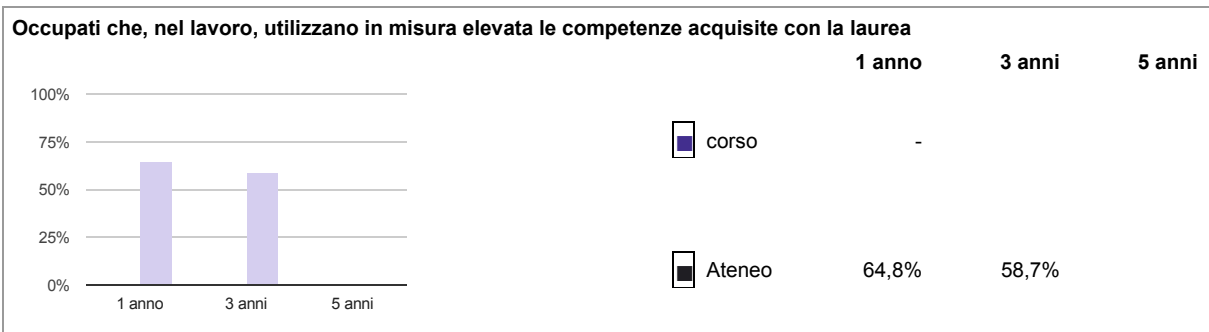 Occupati che, nel lavoro, utilizzano in misura elevata le competenze acquisite con la laurea
1 anno 3 anni 5 anni
100%
75%
50%
25%
0%
1 anno 3 anni 5 anni
corso -
Ateneo 64,8% 58,7%